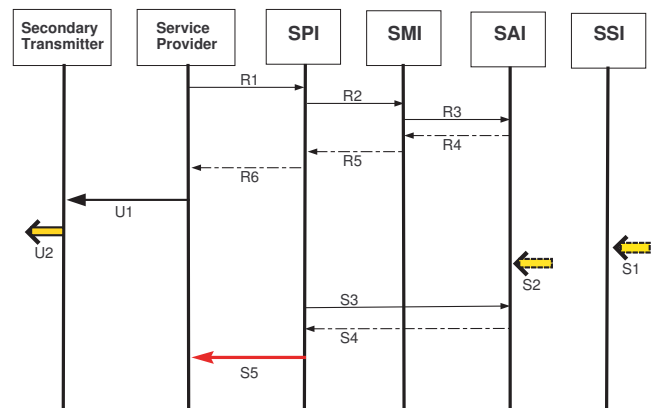 Secondary
Transmitter
Service
Provider
SPI
SMI
SAI
SSI
R1
R2
R3
R4
R5
R6
U1
U2
S1
S2
S3
S4
S5